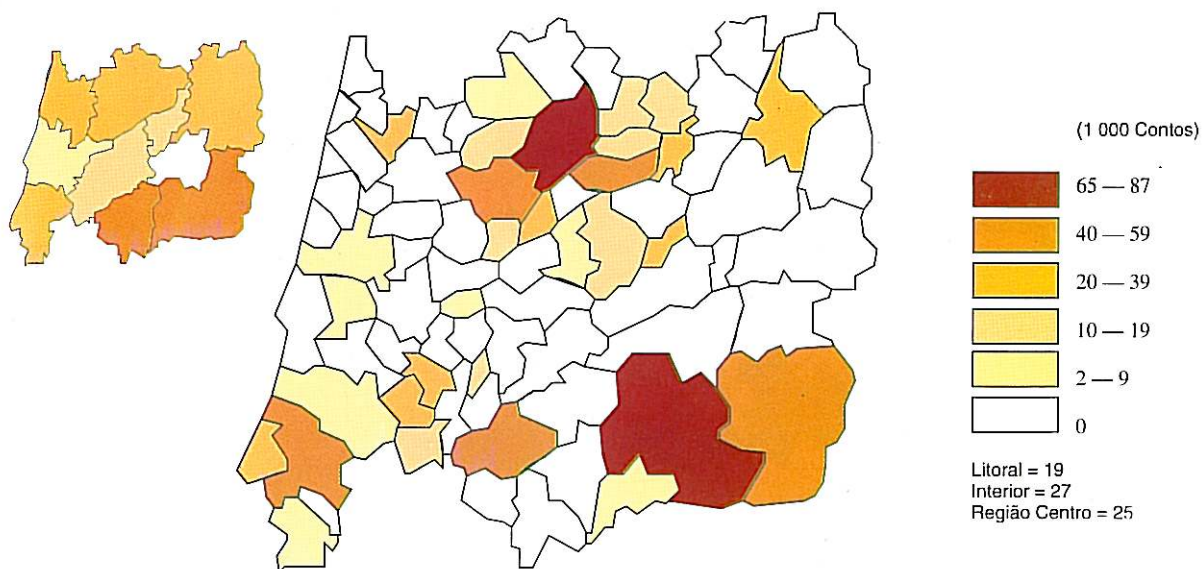 (1 000 Contos)
65 — 87
40 — 59
20 — 39
10 — 19
2 — 9
0
Litoral = 19
Interior = 27
Região Centro = 25